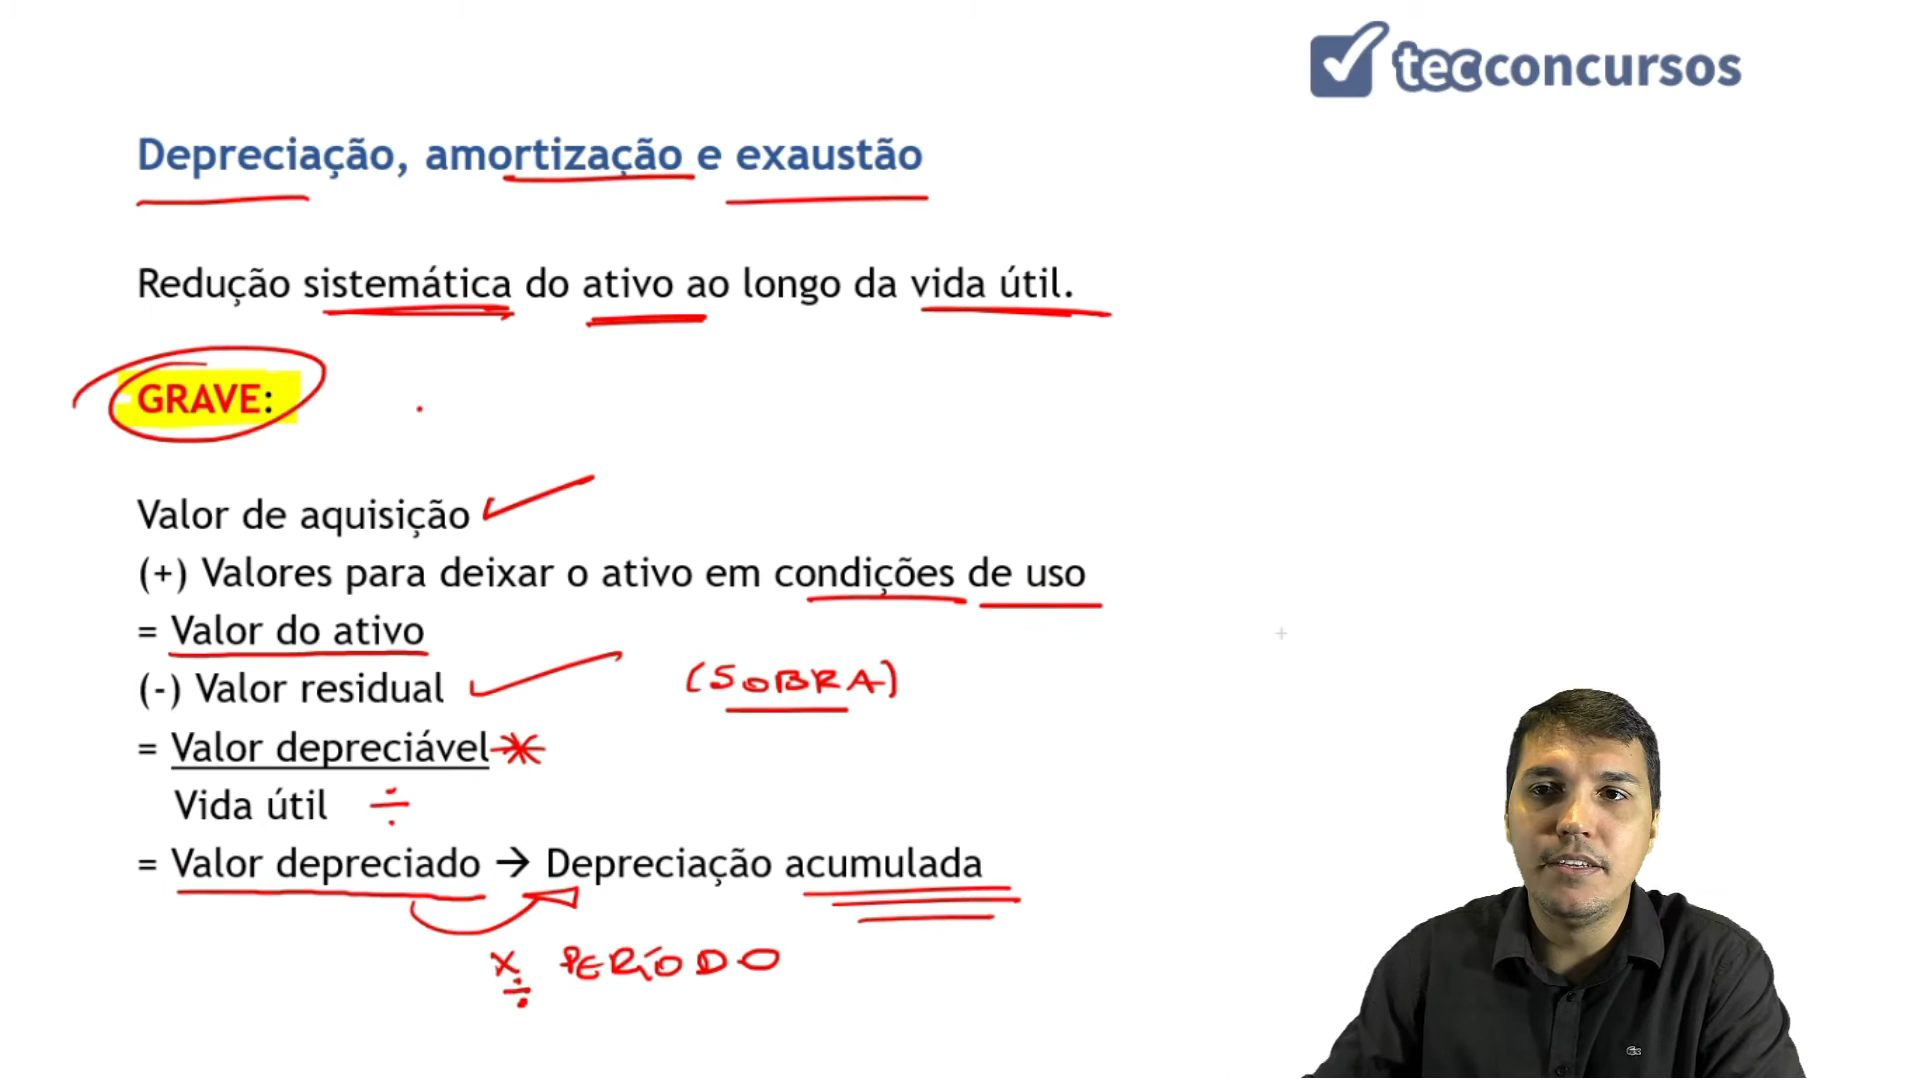 tecconcursos
Depreciação, amortização e exaustão
Redução sistemática do ativo ao longo da vida útil.
GRAVE:
Valor de aquisição
(+) Valores para deixar o ativo em condições de uso
= Valor do ativo
(-) Valor residual (SOBRA)
= Valor depreciável
Vida útil ÷
= Valor depreciado → Depreciação acumulada
x ÷ PERÍODO